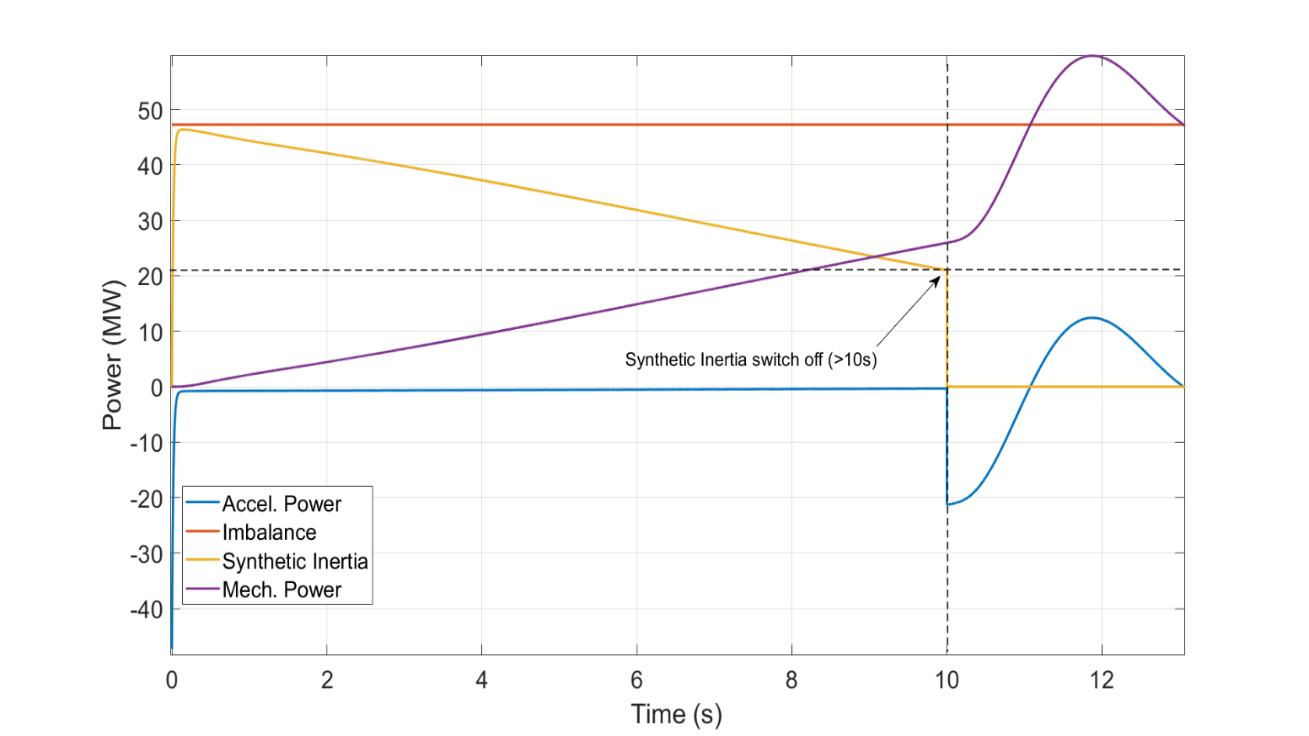 50
40
30
20
10
0
-10
-20
-30
-40
Power (MW)
Synthetic Inertia switch off (>10s)
Accel. Power
Imbalance
Synthetic Inertia
Mech. Power
0 2 4 6 8 10 12
Time (s)